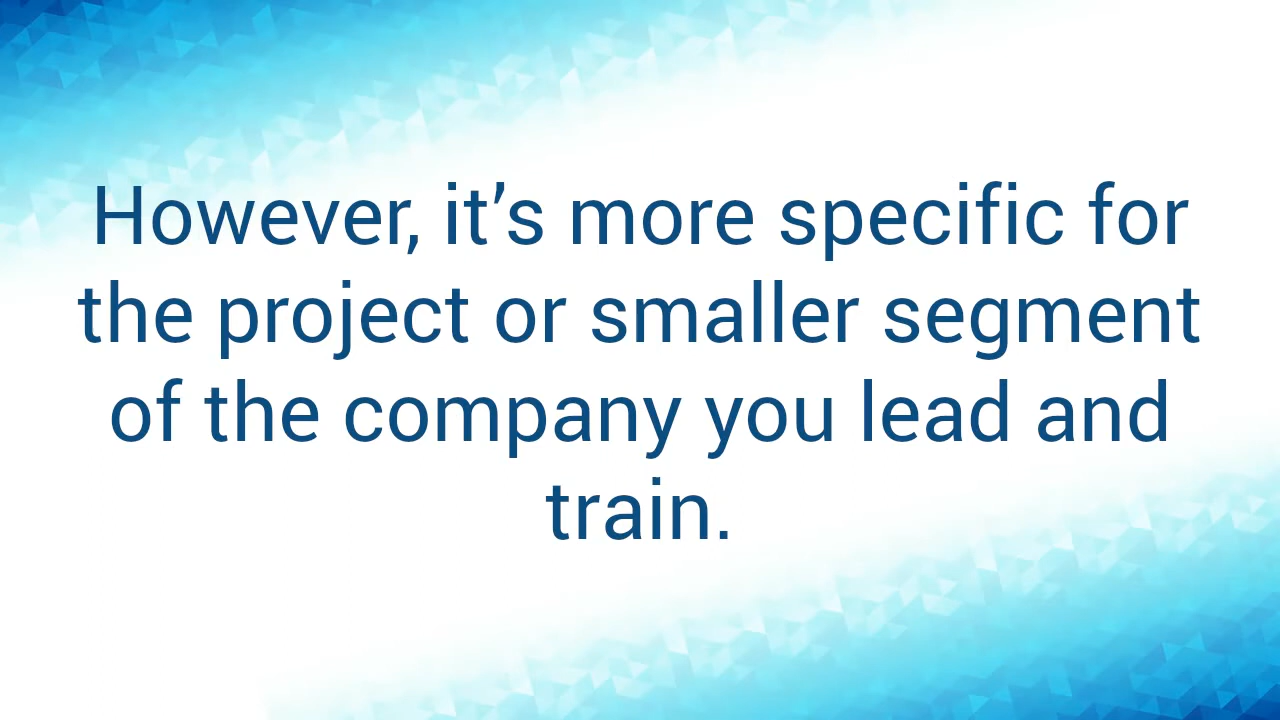 However, it’s more specific for
the project or smaller segment
of the company you lead and
train.